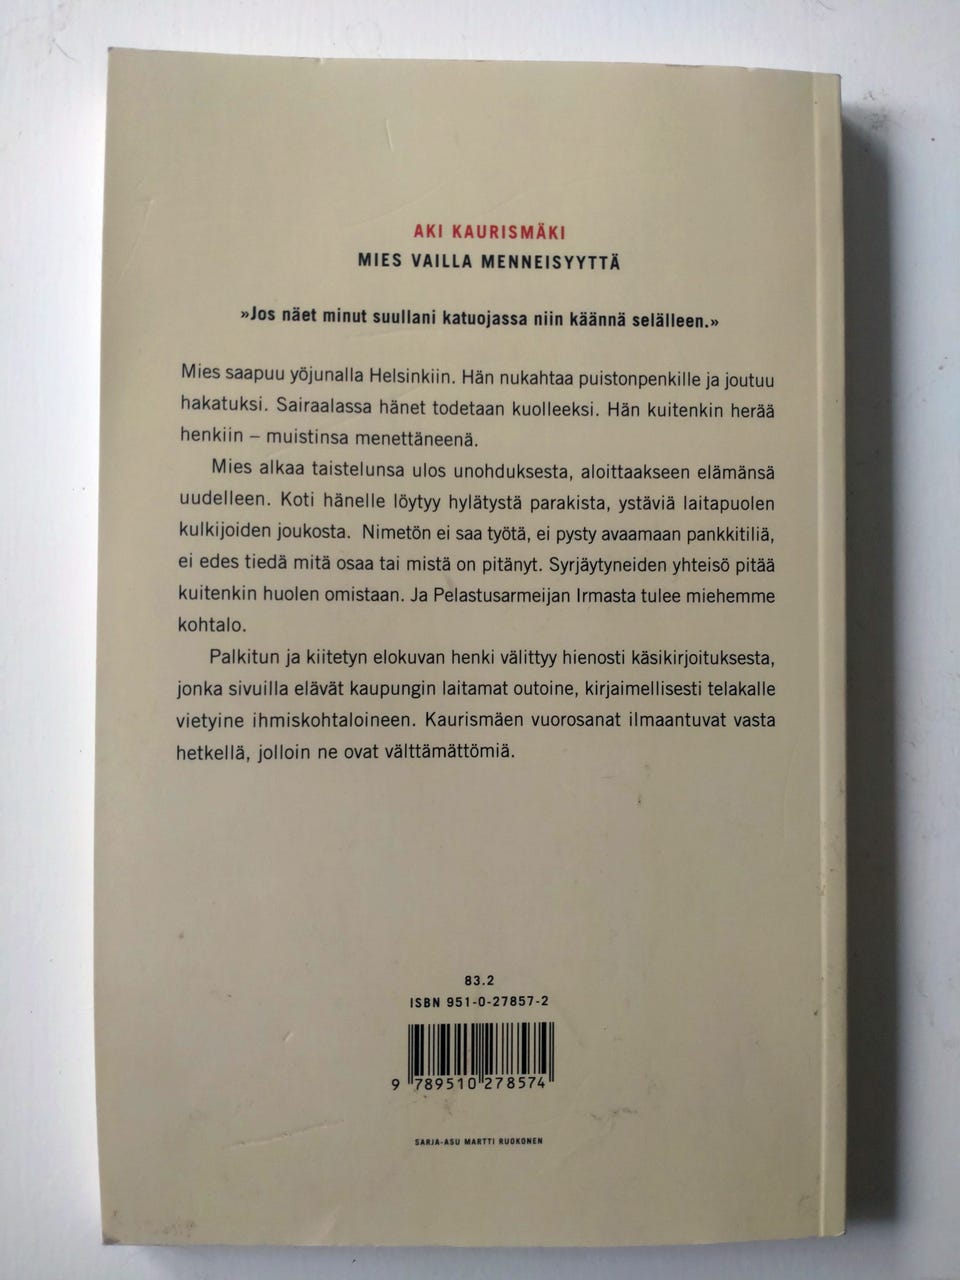 AKI KAURISMÄKI
MIES VAILLA MENNEISYYTTÄ
»Jos näet minut suullani katuojassa niin käännä selälleen.»
Mies saapuu yöjunalla Helsinkiin. Hän nukahtaa puistonpenkille ja joutuu
hakatuksi. Sairaalassa hänet todetaan kuolleeksi. Hän kuitenkin herää
henkiin – muistinsa menettäneenä.
Mies alkaa taistelunsa ulos unohduksesta, aloittaakseen elämänsä
uudelleen. Koti hänelle löytyy hylätystä parakista, ystäviä laitapuolen
kulkijoiden joukosta. Nimetön ei saa työtä, ei pysty avaamaan pankkitiliä,
ei edes tiedä mitä osaa tai mistä on pitänyt. Syrjäytyneiden yhteisö pitää
kuitenkin huolen omistaan. Ja Pelastusarmeijan Irmasta tulee miehemme
kohtalo.
Palkitun ja kiitetyn elokuvan henki välittyy hienosti käsikirjoituksesta,
jonka sivuilla elävät kaupungin laitamat outoine, kirjaimellisesti telakalle
vietyine ihmiskohtaloineen. Kaurismäen vuorosanat ilmaantuvat vasta
hetkellä, jolloin ne ovat välttämättömiä.
83.2
ISBN 951-0-27857-2
9 789510 278574
SARJA-ASU MARTTI RUOKONEN